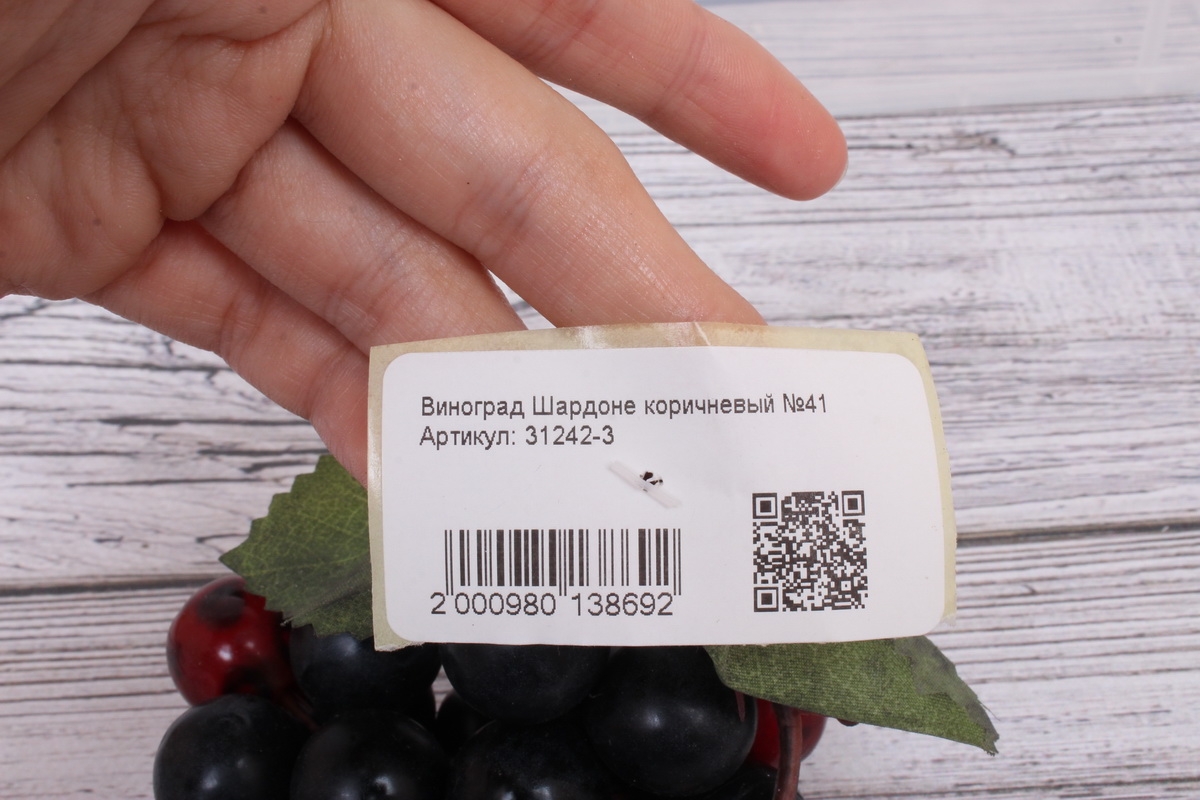 Виноград Шардоне коричневый №41
Артикул: 31242-3
2 000980 138692